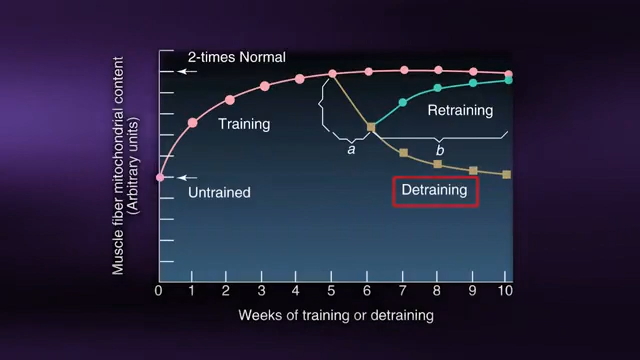 2-times Normal
Training
Retraining
a
b
Untrained
Detraining
Muscle fiber mitochondrial content
(Arbitrary units)
0 1 2 3 4 5 6 7 8 9 10
Weeks of training or detraining